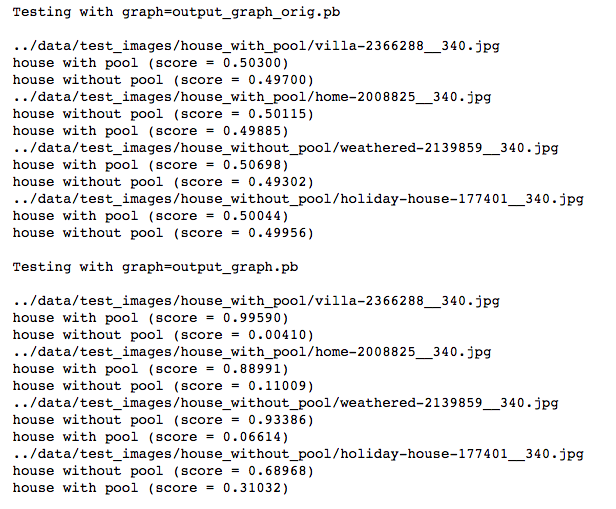 Testing with graph=output_graph_orig.pb
../data/test_images/house_with_pool/villa-2366288__340.jpg
house with pool (score = 0.50300)
house without pool (score = 0.49700)
../data/test_images/house_with_pool/home-2008825__340.jpg
house without pool (score = 0.50115)
house with pool (score = 0.49885)
../data/test_images/house_without_pool/weathered-2139859__340.jpg
house with pool (score = 0.50698)
house without pool (score = 0.49302)
../data/test_images/house_without_pool/holiday-house-177401__340.jpg
house with pool (score = 0.50044)
house without pool (score = 0.49956)
Testing with graph=output_graph.pb
../data/test_images/house_with_pool/villa-2366288__340.jpg
house with pool (score = 0.99590)
house without pool (score = 0.00410)
../data/test_images/house_with_pool/home-2008825__340.jpg
house with pool (score = 0.88991)
house without pool (score = 0.11009)
../data/test_images/house_without_pool/weathered-2139859__340.jpg
house without pool (score = 0.93386)
house with pool (score = 0.06614)
../data/test_images/house_without_pool/holiday-house-177401__340.jpg
house without pool (score = 0.68968)
house with pool (score = 0.31032)